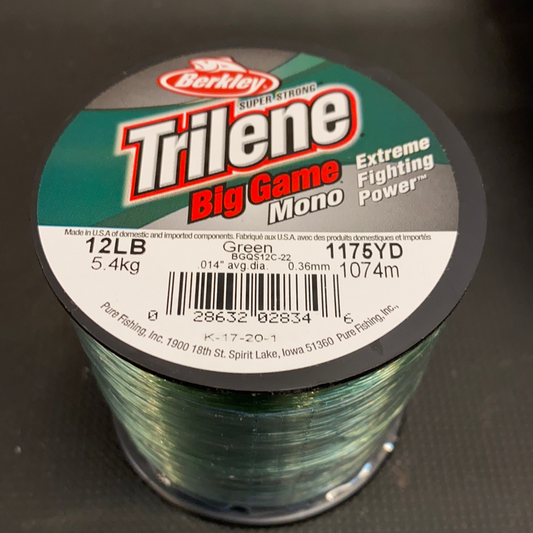 Berkley
SUPER STRONG
Trilene
Big Game
Mono
Extreme
Fighting
Power™
Made in U.S.A of domestic and imported components. Fabriqué aux U.S.A. avec des produits domestiques et importés
12LB Green 1175YD
5.4kg BGQS12C-22 1074m
.014" avg.dia. 0.36mm
0 28632 02834 6
K-17-20-1
Pure Fishing, Inc. 1900 18th St. Spirit Lake, Iowa 51360 Pure Fishing, Inc.,